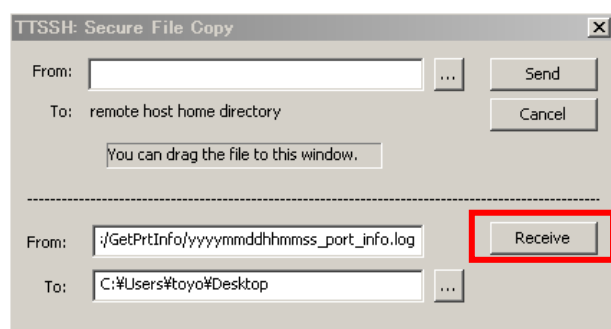 TTSSH: Secure File Copy
From:
...
Send
To: remote host home directory
Cancel
You can drag the file to this window.
From: :/GetPrtInfo/yyyymmddhhmmss_port_info.log
Receive
To: C:¥Users¥toyo¥Desktop
...